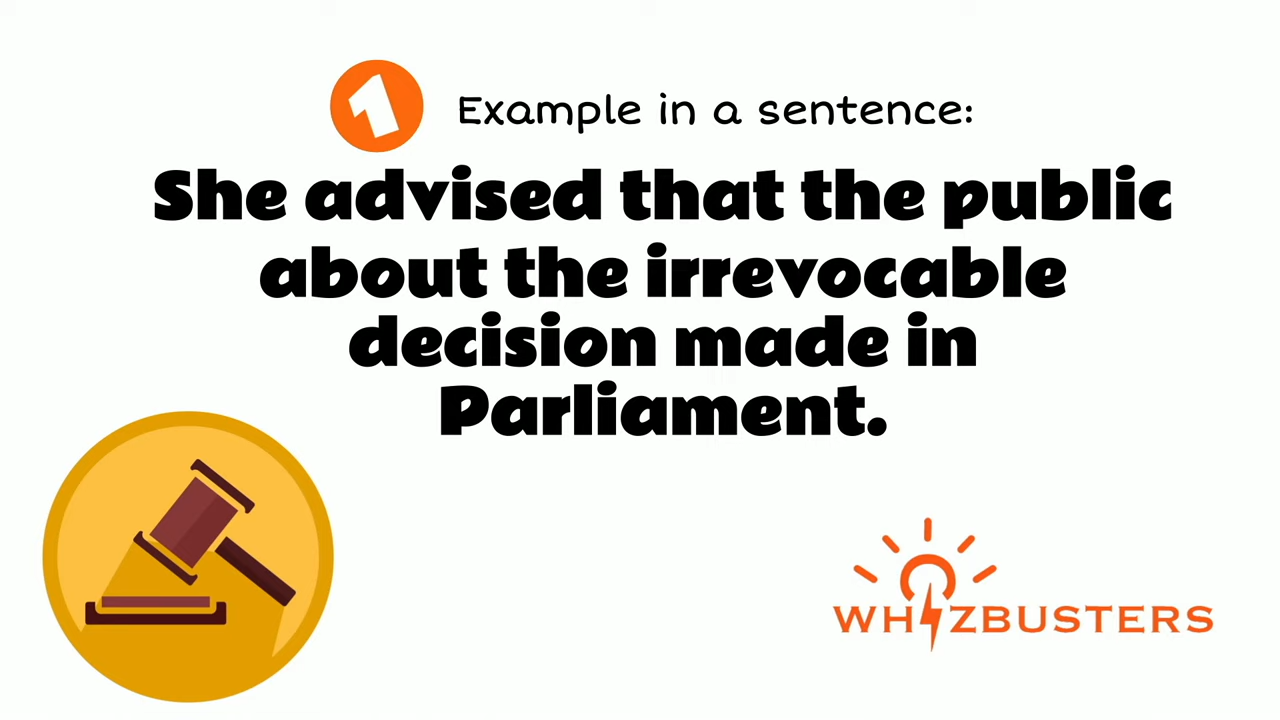 1 Example in a sentence:
She advised that the public
about the irrevocable
decision made in
Parliament.
WHIZBUSTERS